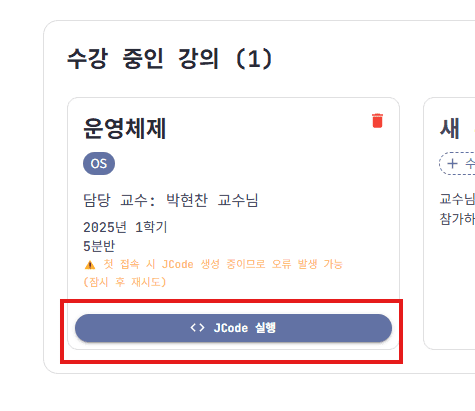 수강 중인 강의 (1)
운영체제
OS
담당 교수: 박현찬 교수님
2025년 1학기
5분반
⚠️ 첫 접속 시 JCode 생성 중이므로 오류 발생 가능
(잠시 후 재시도)
<> JCode 실행
새
+ 수
교수님
참가하